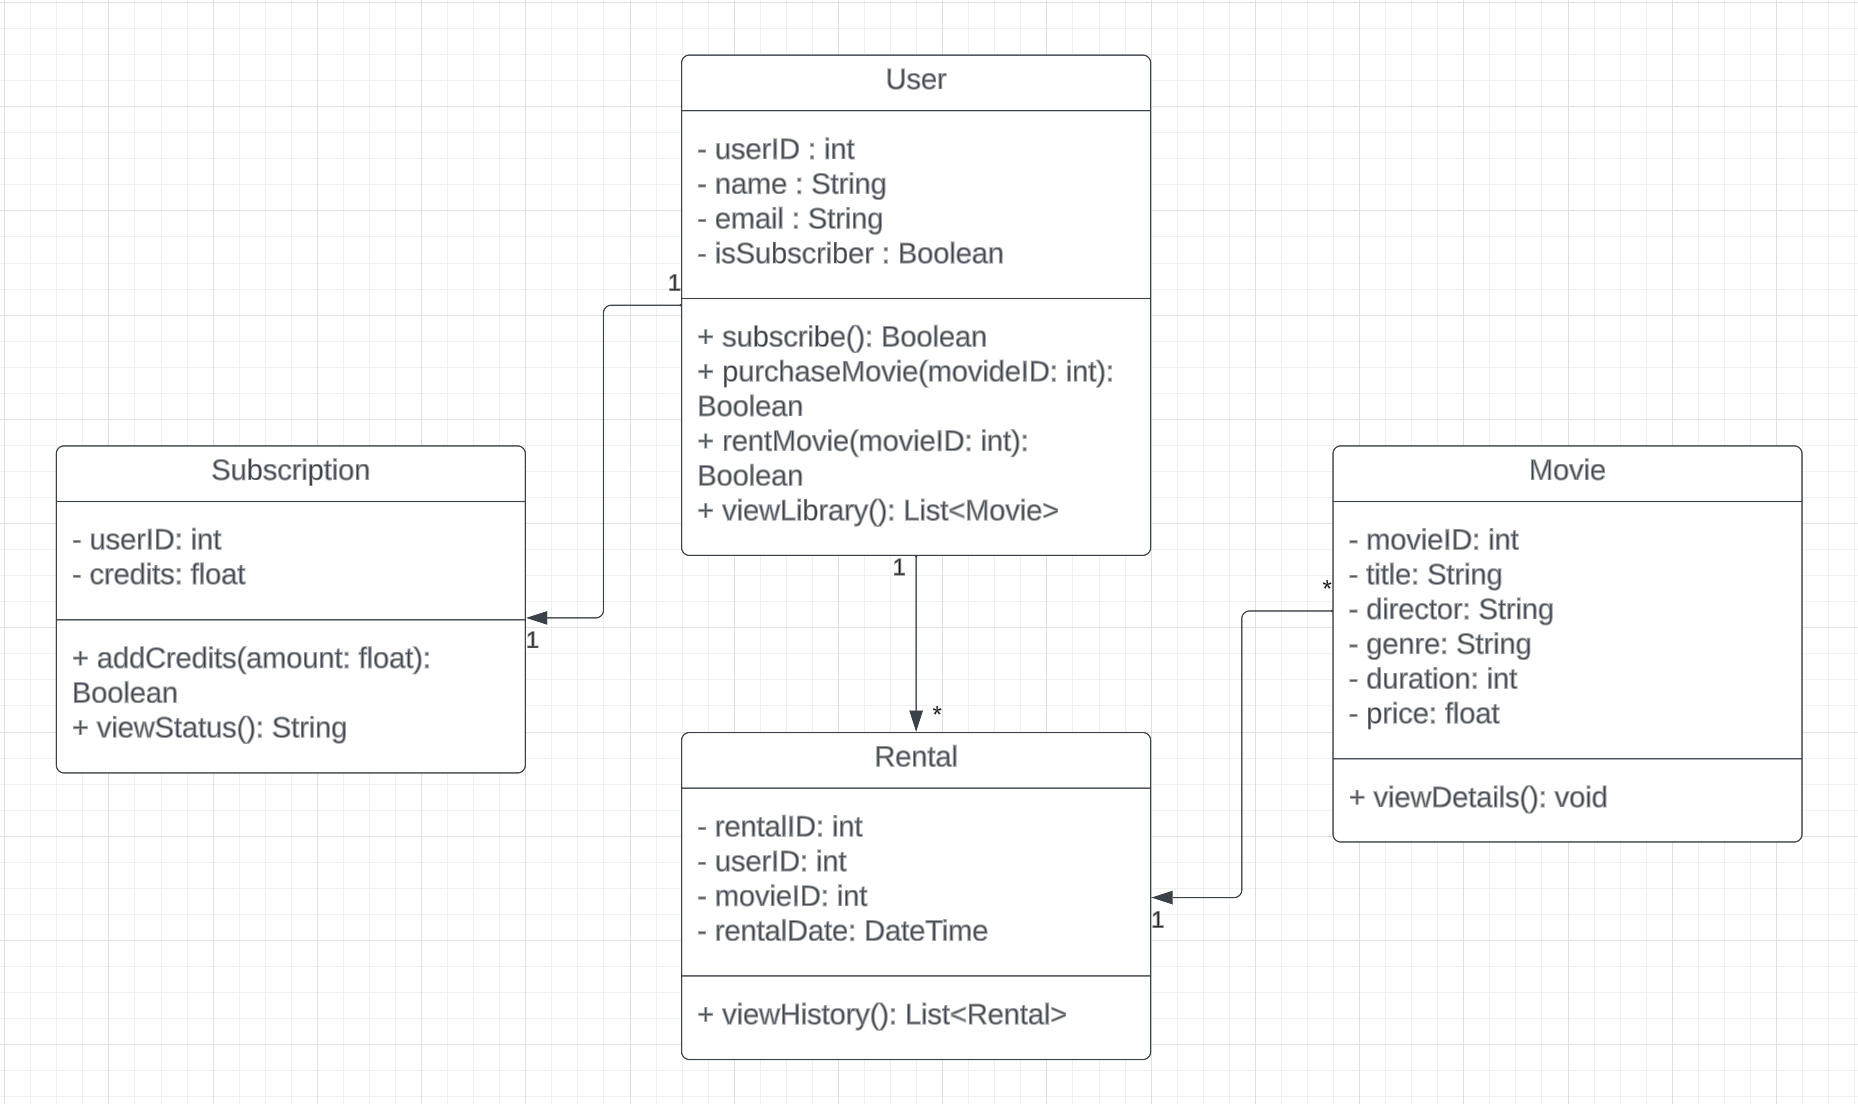 User
- userID : int
- name : String
- email : String
- isSubscriber : Boolean
1
+ subscribe(): Boolean
+ purchaseMovie(movideID: int):
Boolean
+ rentMovie(movieID: int):
Boolean
+ viewLibrary(): List<Movie>
1
Subscription
- userID: int
- credits: float
1
+ addCredits(amount: float):
Boolean
+ viewStatus(): String
Movie
- movieID: int
- title: String
*
- director: String
- genre: String
- duration: int
- price: float
+ viewDetails(): void
*
Rental
- rentalID: int
- userID: int
- movieID: int
- rentalDate: DateTime
1
+ viewHistory(): List<Rental>